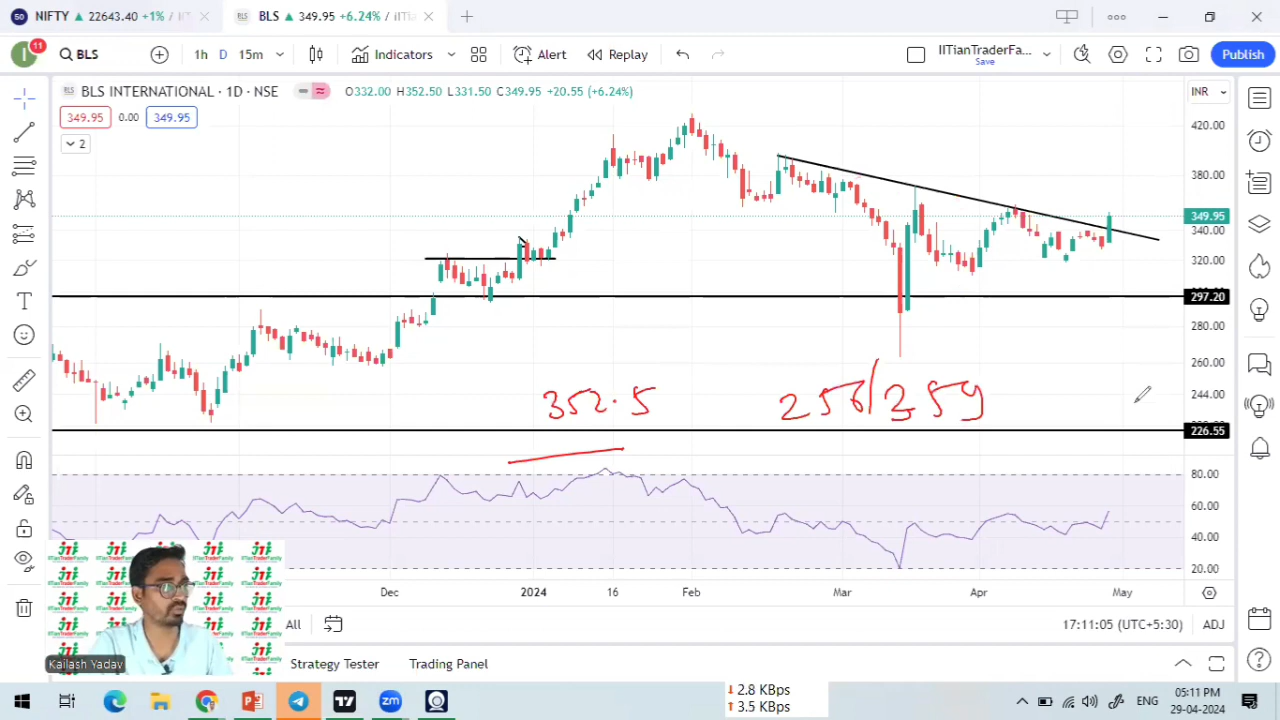 50 NIFTY ▲ 22643.40 +1% /
BLS ▲ 349.95 +6.24%
11
I
BLS
1h D 15m
Indicators
Alert
Replay
IITianTraderFa...
Save
Publish
BLS INTERNATIONAL · 1D · NSE
O332.00 H352.50 L331.50 C349.95 +20.55 (+6.24%)
INR
349.95 0.00 349.95
2
420.00
380.00
349.95
340.00
320.00
297.20
280.00
260.00
244.00
226.55
352.5
256/259
80.00
60.00
40.00
20.00
Dec 2024 16 Feb Mar Apr May
All
17:11:05 (UTC+5:30) ADJ
IITianTraderFamily
Kailash Yadav
Strategy Tester Trading Panel
2.8 KBps
3.5 KBps
05:11 PM
29-04-2024